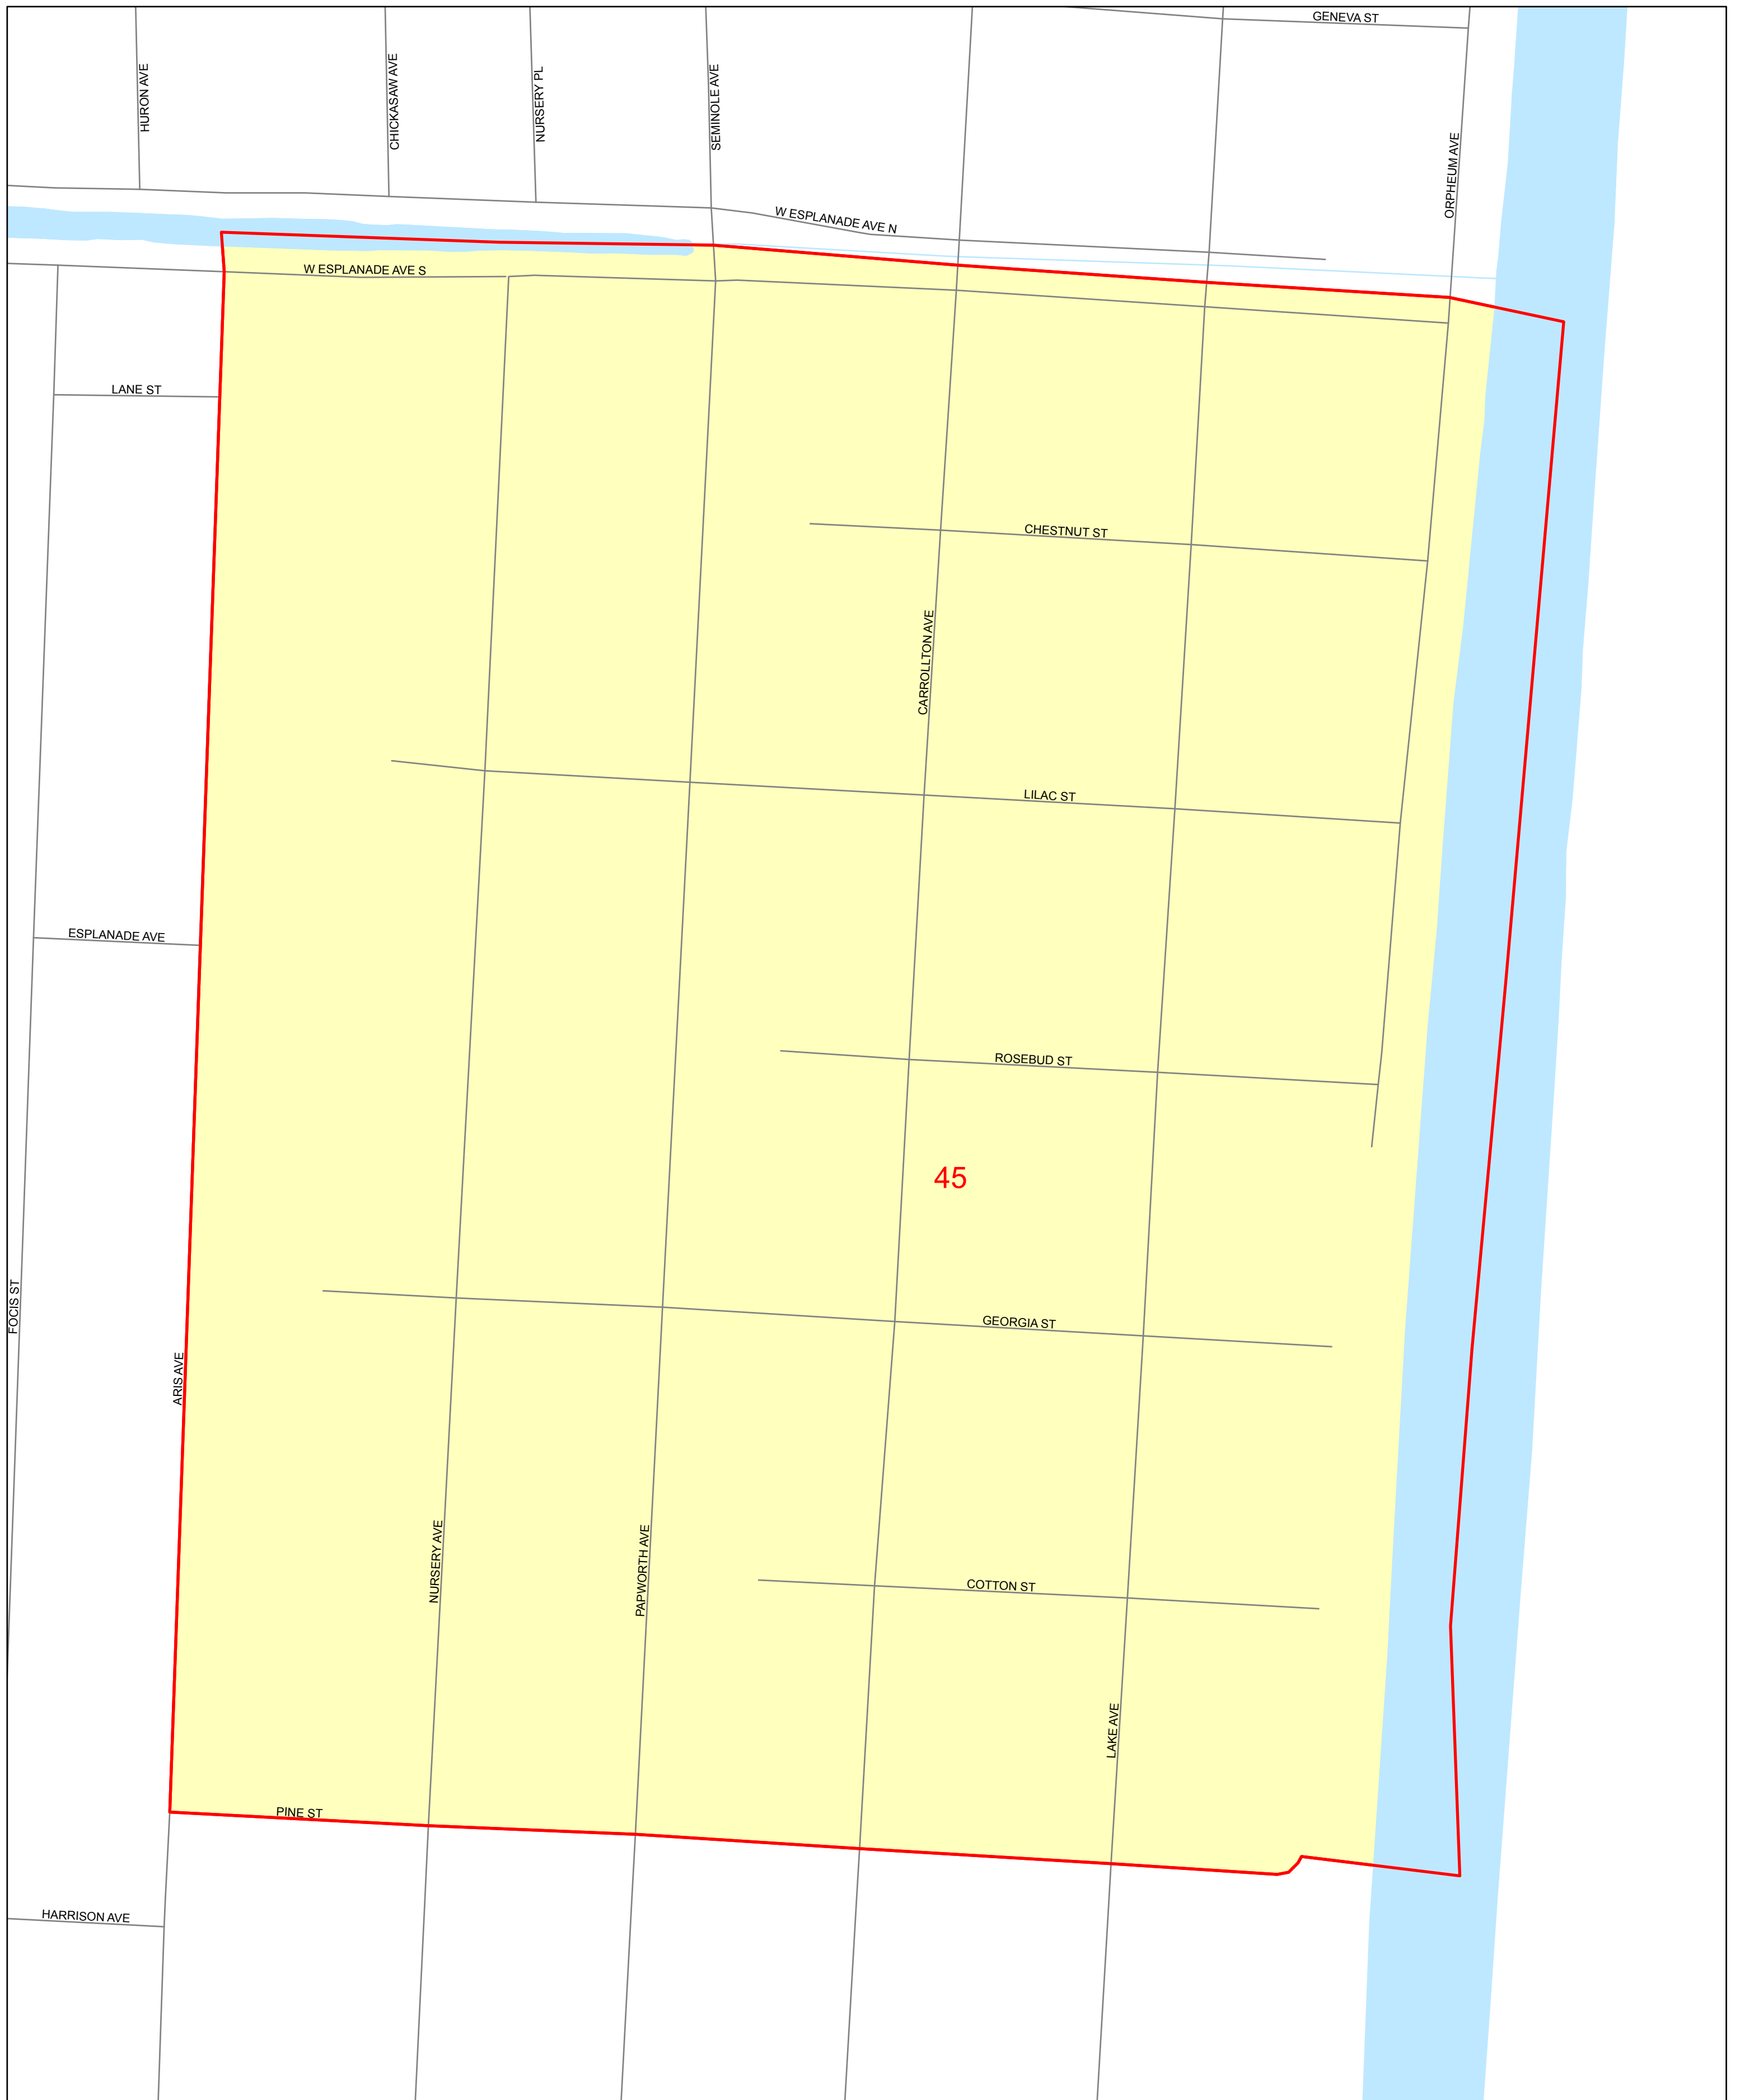 GENEVA ST
HURON AVE
CHICKASAW AVE
NURSERY PL
SEMINOLE AVE
ORPHEUM AVE
W ESPLANADE AVE N
W ESPLANADE AVE S
LANE ST
CHESTNUT ST
CARROLLTON AVE
LILAC ST
ESPLANADE AVE
ROSEBUD ST
45
FOCIS ST
GEORGIA ST
ARIS AVE
NURSERY AVE
PAPWORTH AVE
COTTON ST
LAKE AVE
PINE ST
HARRISON AVE